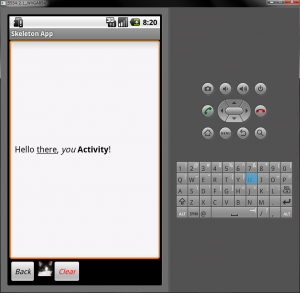 8:20
Skeleton App
Hello there, you Activity!
Back
Clear
MENU
1 2 3 4 5 6 7 8 9 0
Q W E R T Y U I O P
A S D F G H J K L
Z X C V B N M .
ALT SYM @ / , ALT